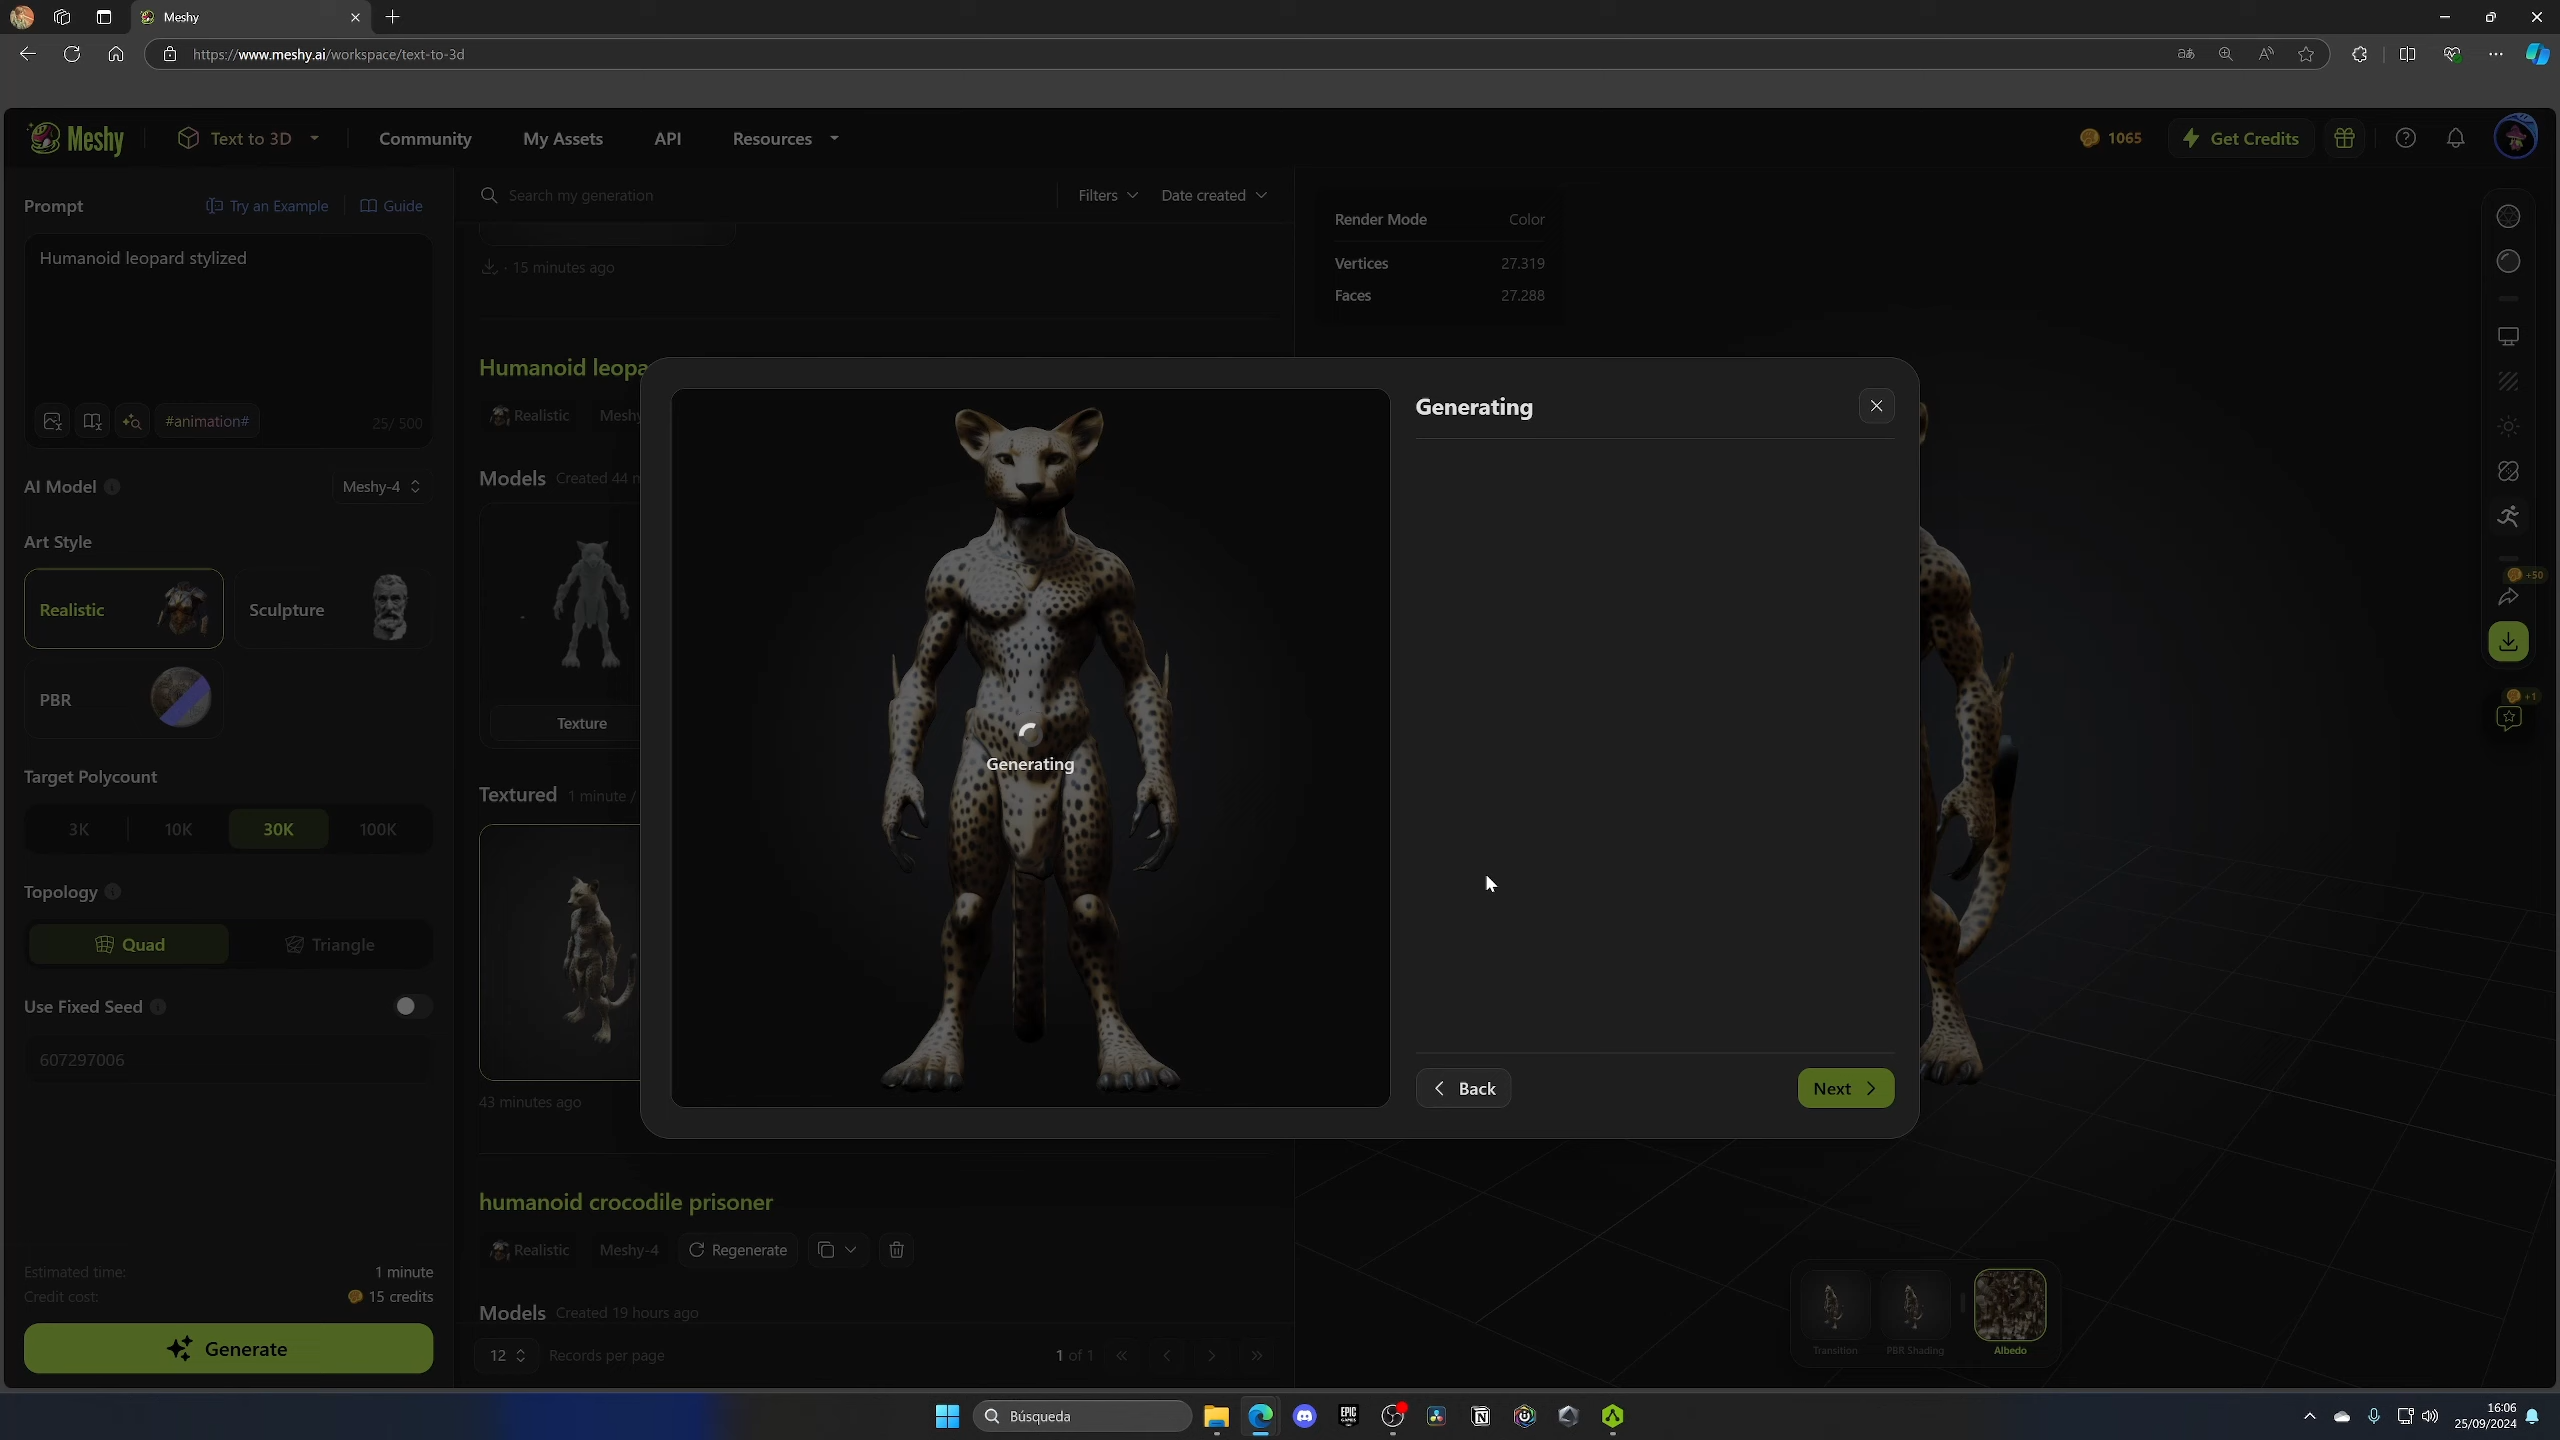 Meshy
https://www.meshy.ai/workspace/text-to-3d
Meshy
Text to 3D
Community
My Assets
API
Resources
1065
Get Credits
Prompt
Try an Example
Guide
Humanoid leopard stylized
#animation#
25/ 500
AI Model
Meshy-4
Art Style
Realistic
Sculpture
PBR
Target Polycount
3K
10K
30K
100K
Topology
Quad
Triangle
Use Fixed Seed
607297006
Estimated time:
1 minute
Credit cost:
15 credits
Generate
Search my generation
Filters
Date created
· 15 minutes ago
Humanoid leopa
Realistic
Meshy
Models
Created 44 m
Texture
Textured
1 minute /
43 minutes ago
humanoid crocodile prisoner
Realistic
Meshy-4
Regenerate
Models
Created 19 hours ago
12
Records per page
1 of 1
Render Mode
Color
Vertices
27.319
Faces
27.288
Generating
Generating
Back
Next
+50
+1
Transition
PBR Shading
Albedo
Búsqueda
EPIC
GAMES
16:06
25/09/2024